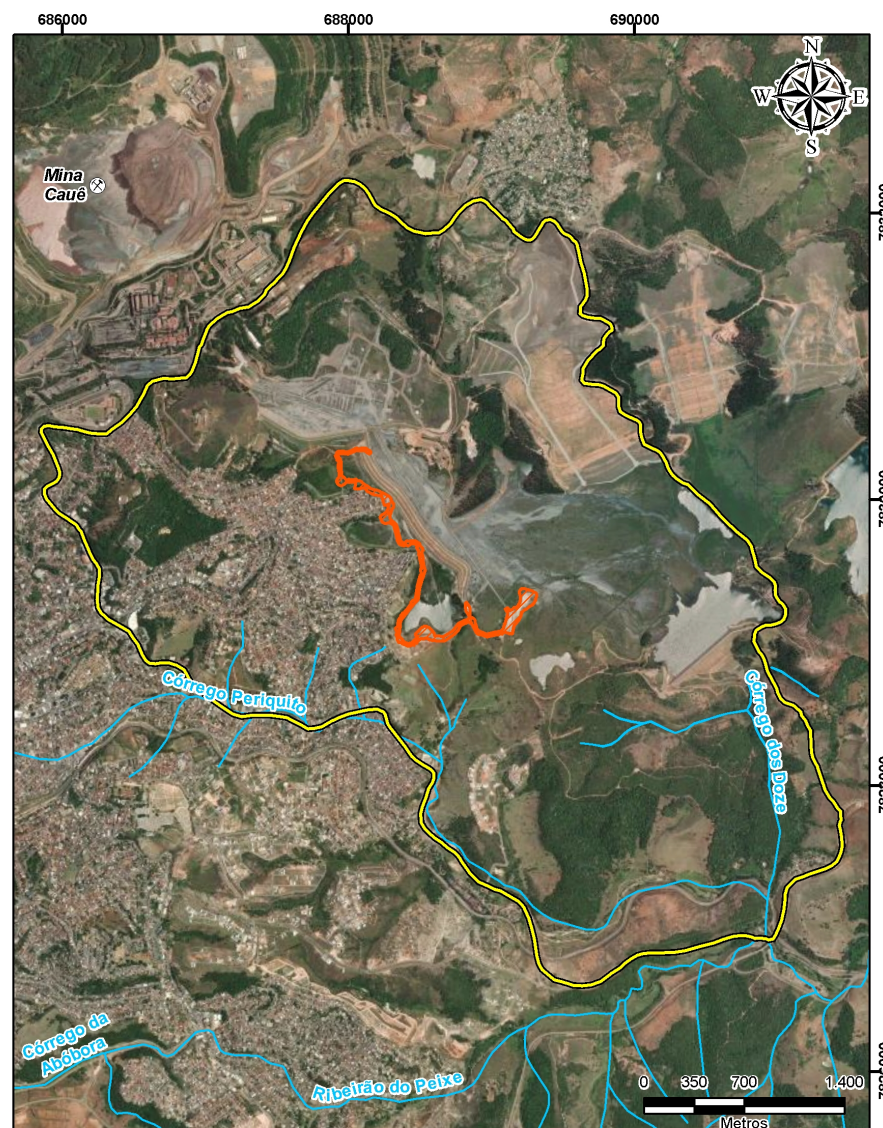 686000 688000 690000
N
W E
S
Mina
Cauê
Córrego Periquito
Córrego dos Doze
Córrego da
Abóbora
Ribeirão do Peixe
0 350 700 1.400
Metros